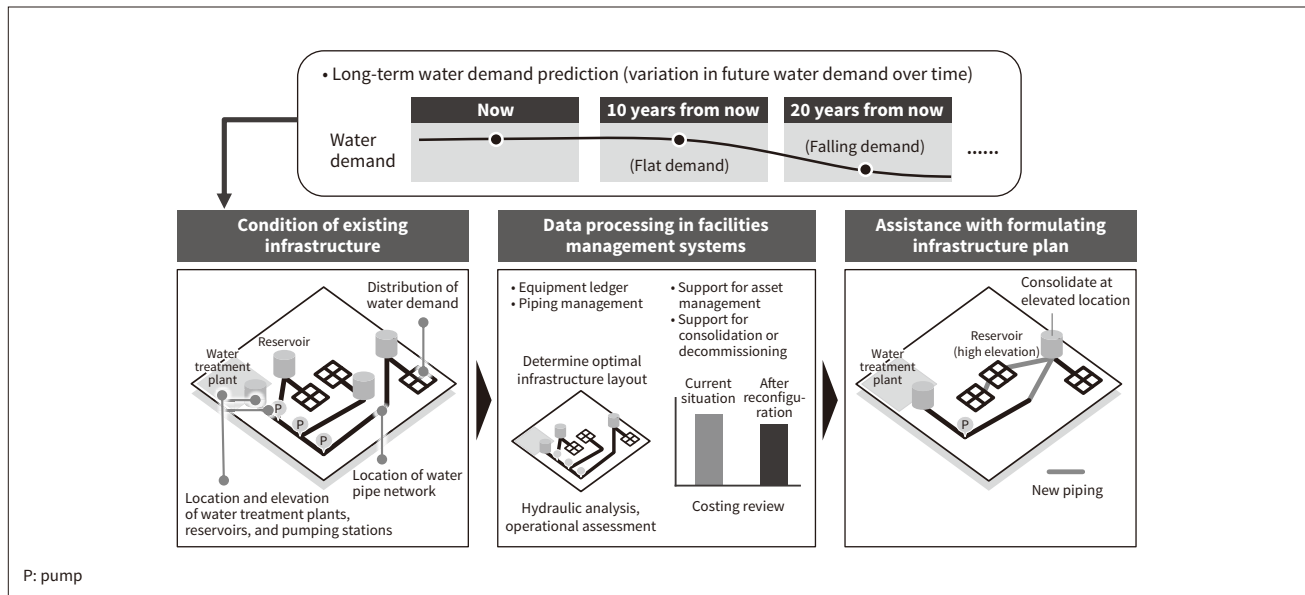 • Long-term water demand prediction (variation in future water demand over time)
Now
10 years from now
20 years from now
Water
demand
(Flat demand)
(Falling demand)
......
Condition of existing
infrastructure
Distribution of
water demand
Reservoir
Water
treatment
plant
P
P
P
Location of water
pipe network
Location and elevation
of water treatment plants,
reservoirs, and pumping stations
Data processing in facilities
management systems
• Equipment ledger
• Piping management
• Support for asset
management
• Support for
consolidation or
decommissioning
Determine optimal
infrastructure layout
Hydraulic analysis,
operational assessment
Current
situation
After
reconfigu-
ration
Costing review
Assistance with formulating
infrastructure plan
Consolidate at
elevated location
Reservoir
(high elevation)
Water
treatment
plant
P
New piping
P: pump